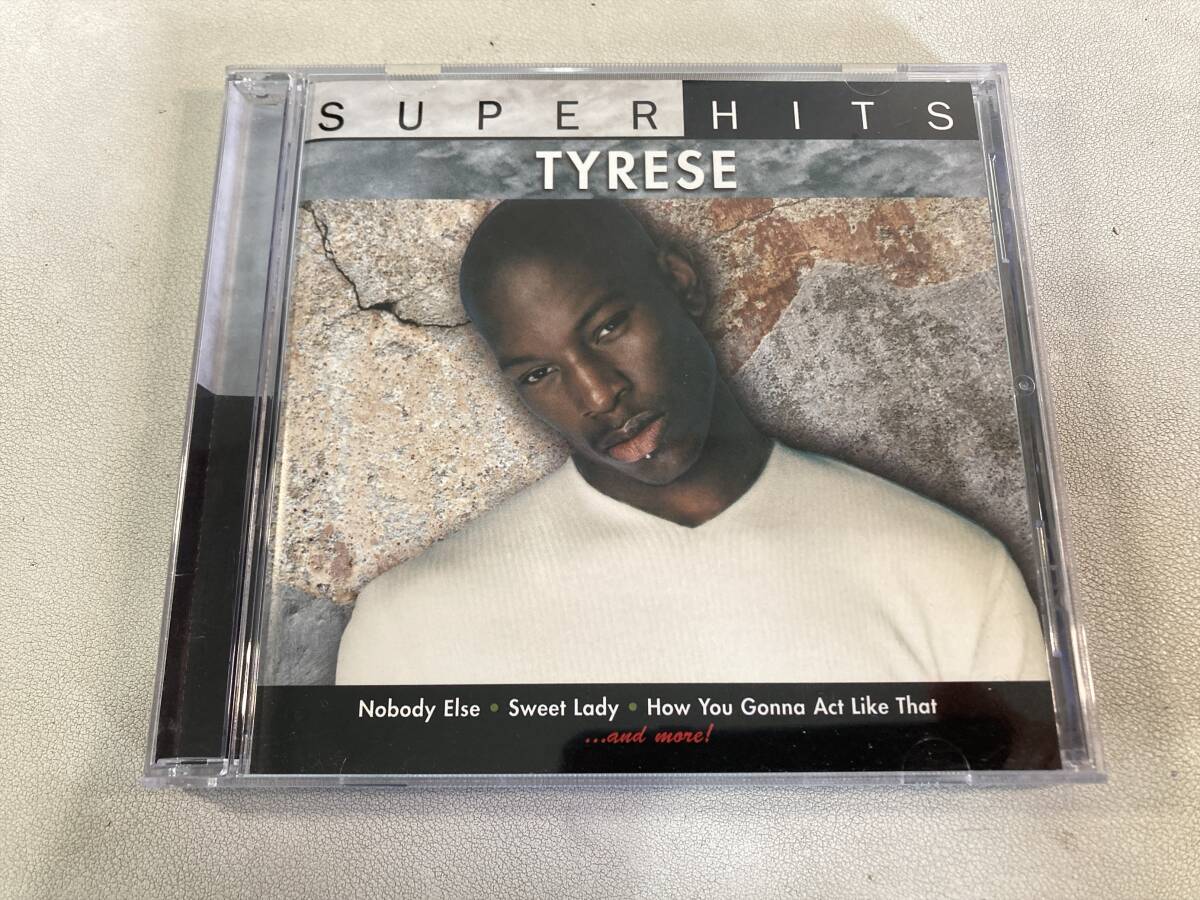 SUPER HITS
TYRESE
Nobody Else • Sweet Lady • How You Gonna Act Like That
...and more!